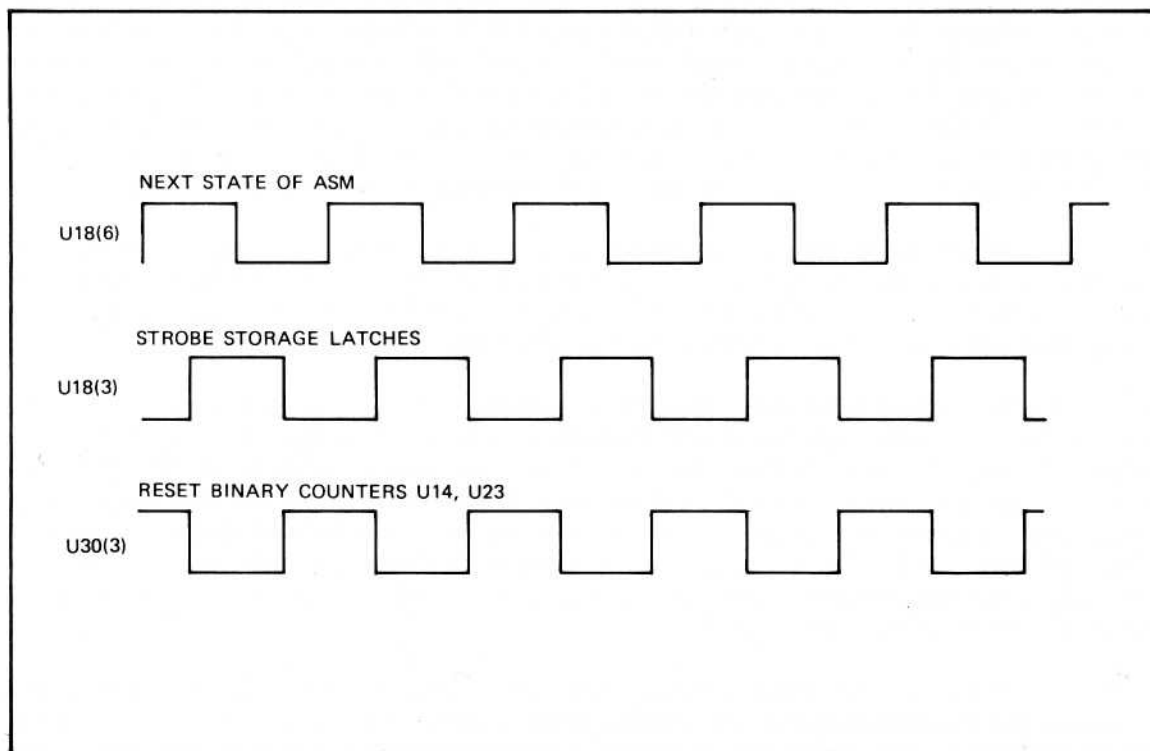 NEXT STATE OF ASM
U18(6)
STROBE STORAGE LATCHES
U18(3)
RESET BINARY COUNTERS U14, U23
U30(3)